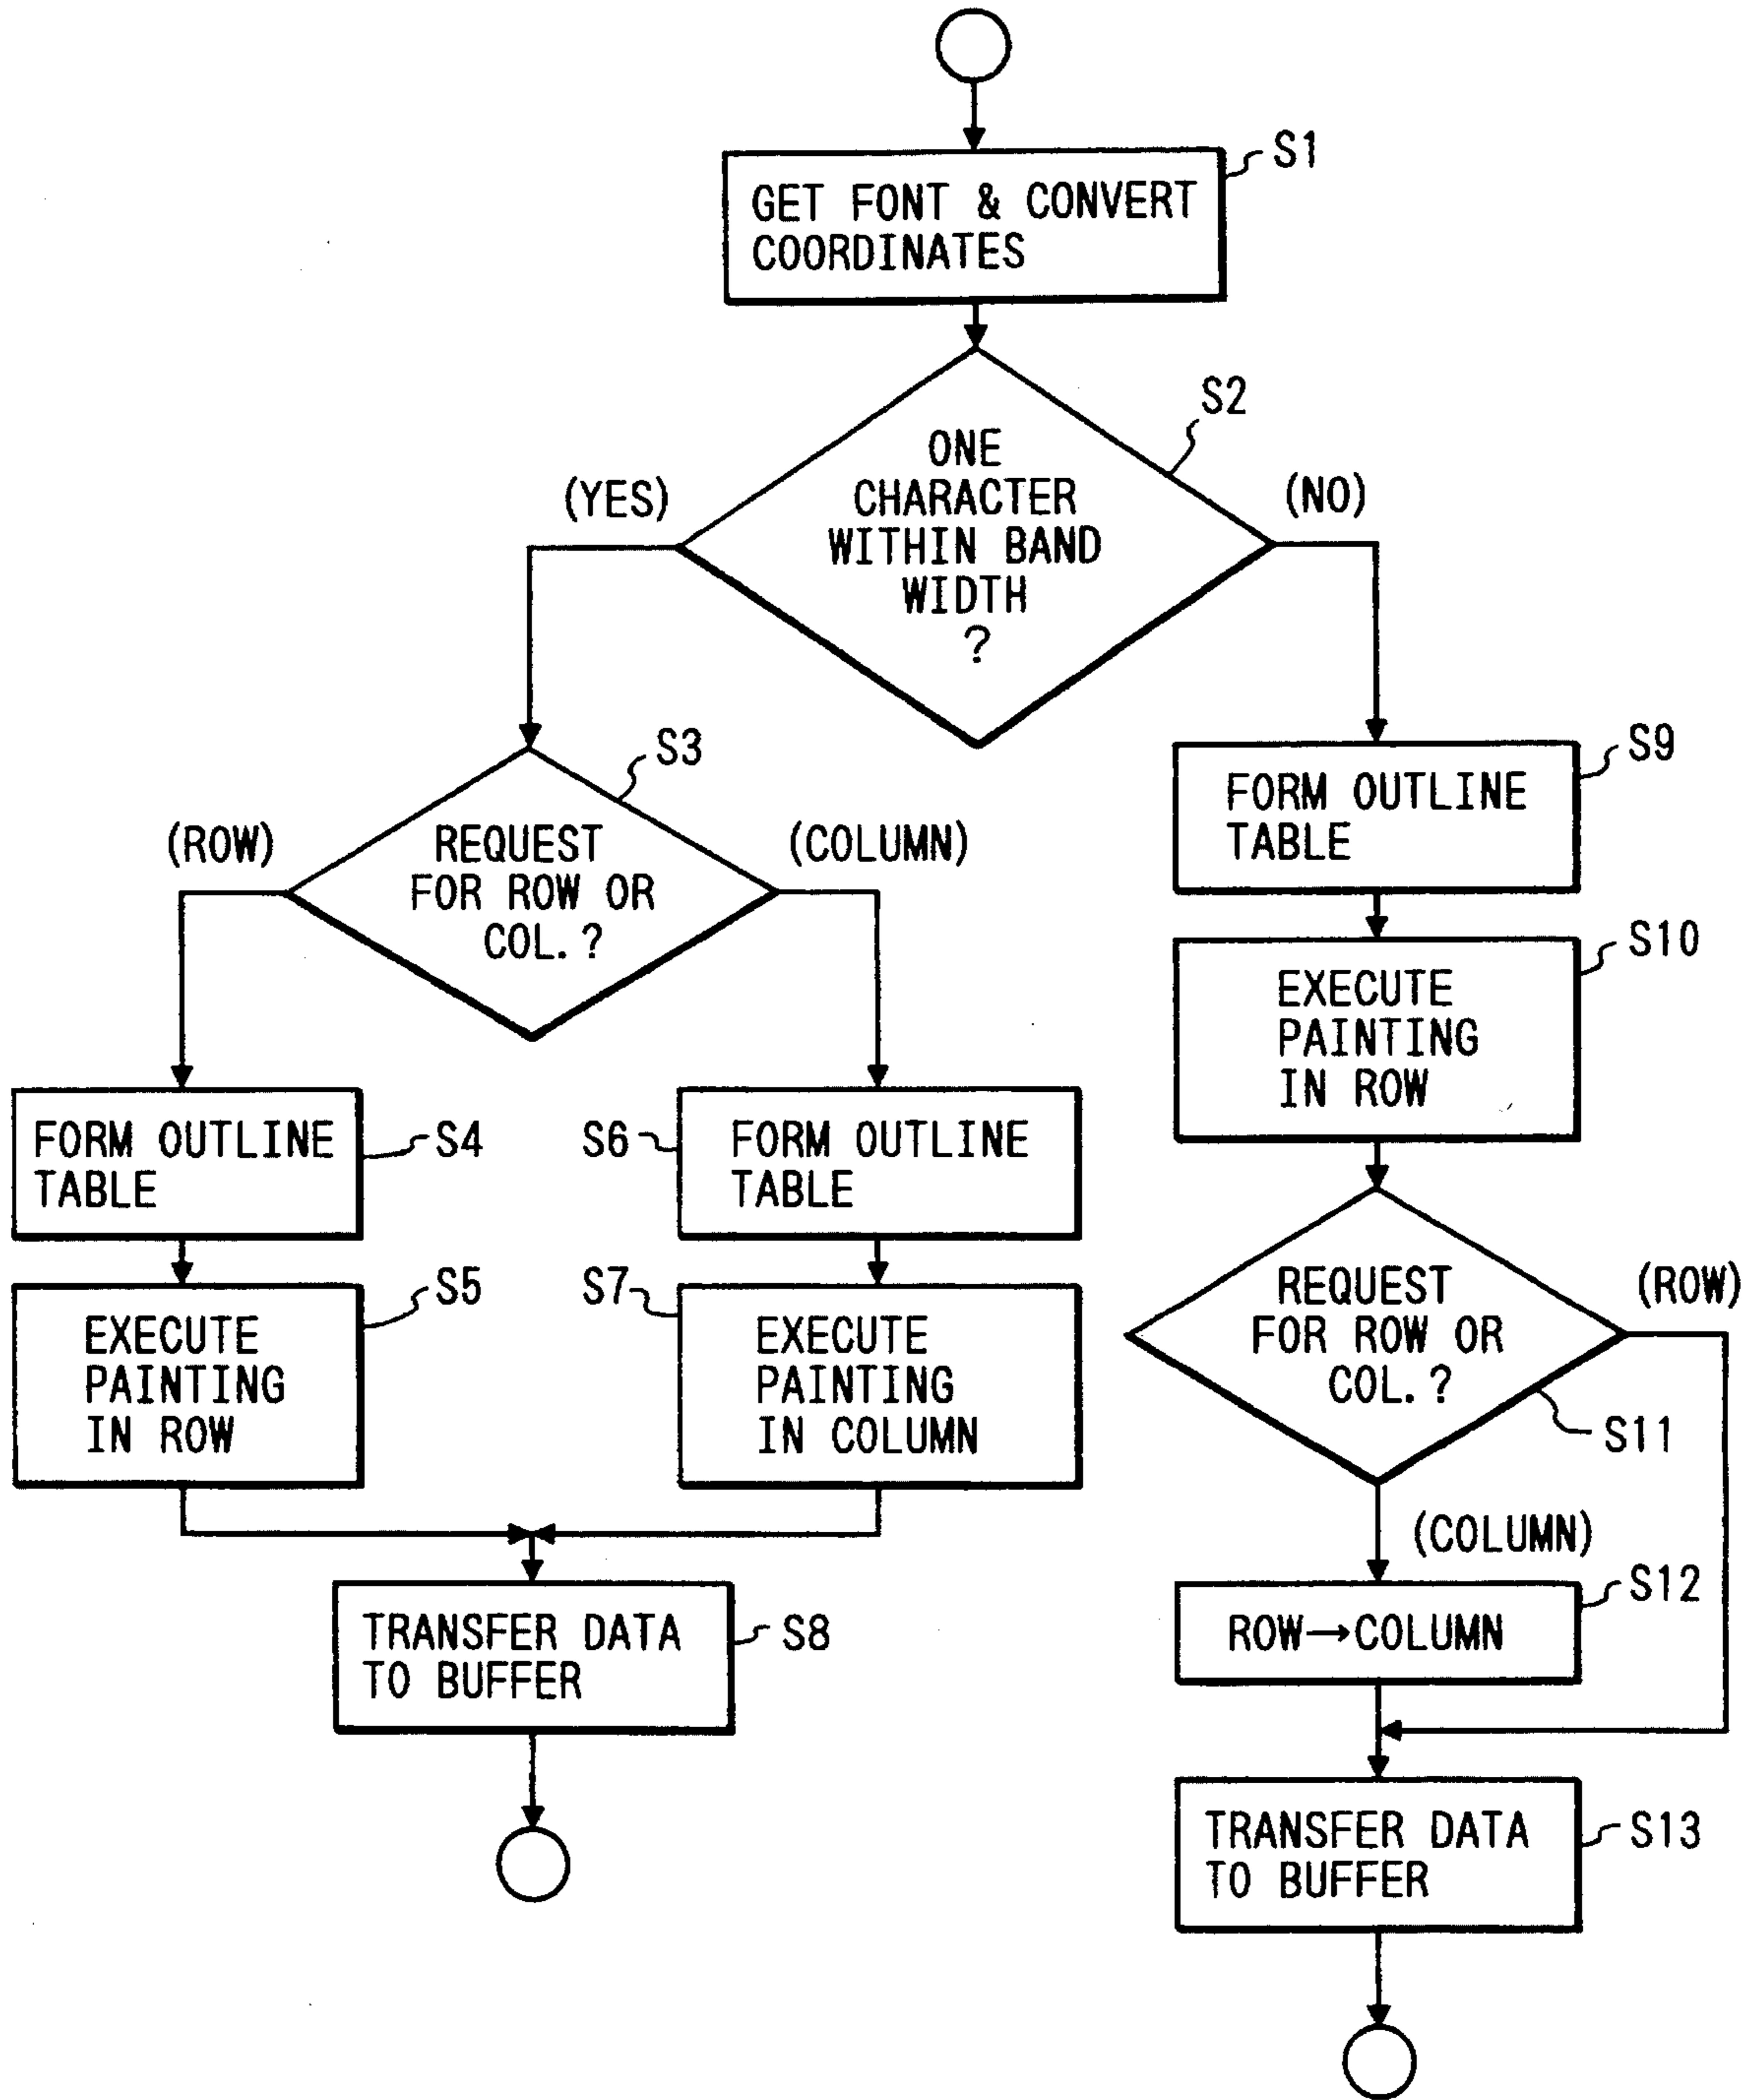 S1
GET FONT & CONVERT
COORDINATES
S2
ONE
CHARACTER
WITHIN BAND
WIDTH
?
(YES)
(NO)
S3
REQUEST
FOR ROW OR
COL.?
(ROW)
(COLUMN)
FORM OUTLINE
TABLE
S4
EXECUTE
PAINTING
IN ROW
S5
S6
FORM OUTLINE
TABLE
S7
EXECUTE
PAINTING
IN COLUMN
TRANSFER DATA
TO BUFFER
S8
S9
FORM OUTLINE
TABLE
S10
EXECUTE
PAINTING
IN ROW
REQUEST
FOR ROW OR
COL.?
(ROW)
S11
(COLUMN)
S12
ROW→COLUMN
TRANSFER DATA
TO BUFFER
S13